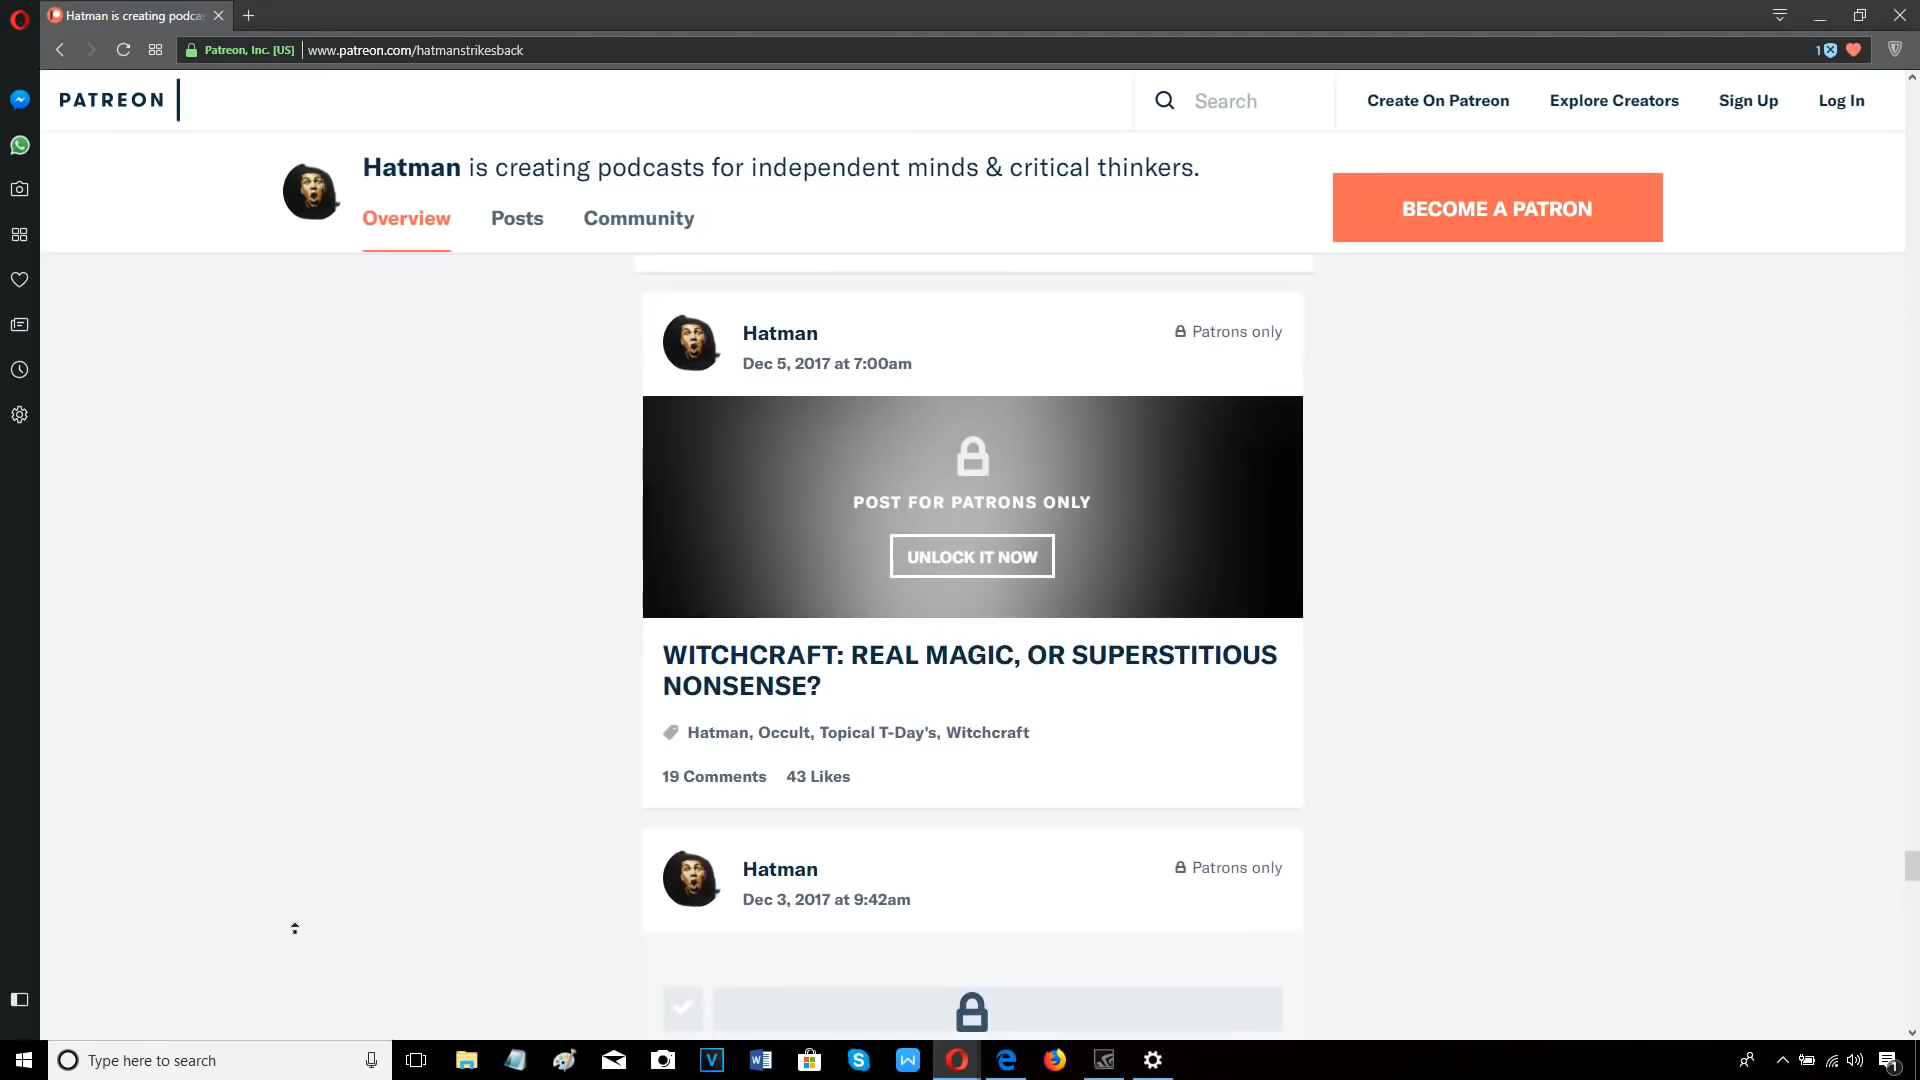 Hatman is creating podca
Patreon, Inc. [US] www.patreon.com/hatmanstrikesback
1
PATREON
Search
Create On Patreon
Explore Creators
Sign Up
Log In
Hatman is creating podcasts for independent minds & critical thinkers.
Overview
Posts
Community
BECOME A PATRON
Hatman
Patrons only
Dec 5, 2017 at 7:00am
POST FOR PATRONS ONLY
UNLOCK IT NOW
WITCHCRAFT: REAL MAGIC, OR SUPERSTITIOUS
NONSENSE?
Hatman, Occult, Topical T-Day's, Witchcraft
19 Comments 43 Likes
Hatman
Patrons only
Dec 3, 2017 at 9:42am
Type here to search
1